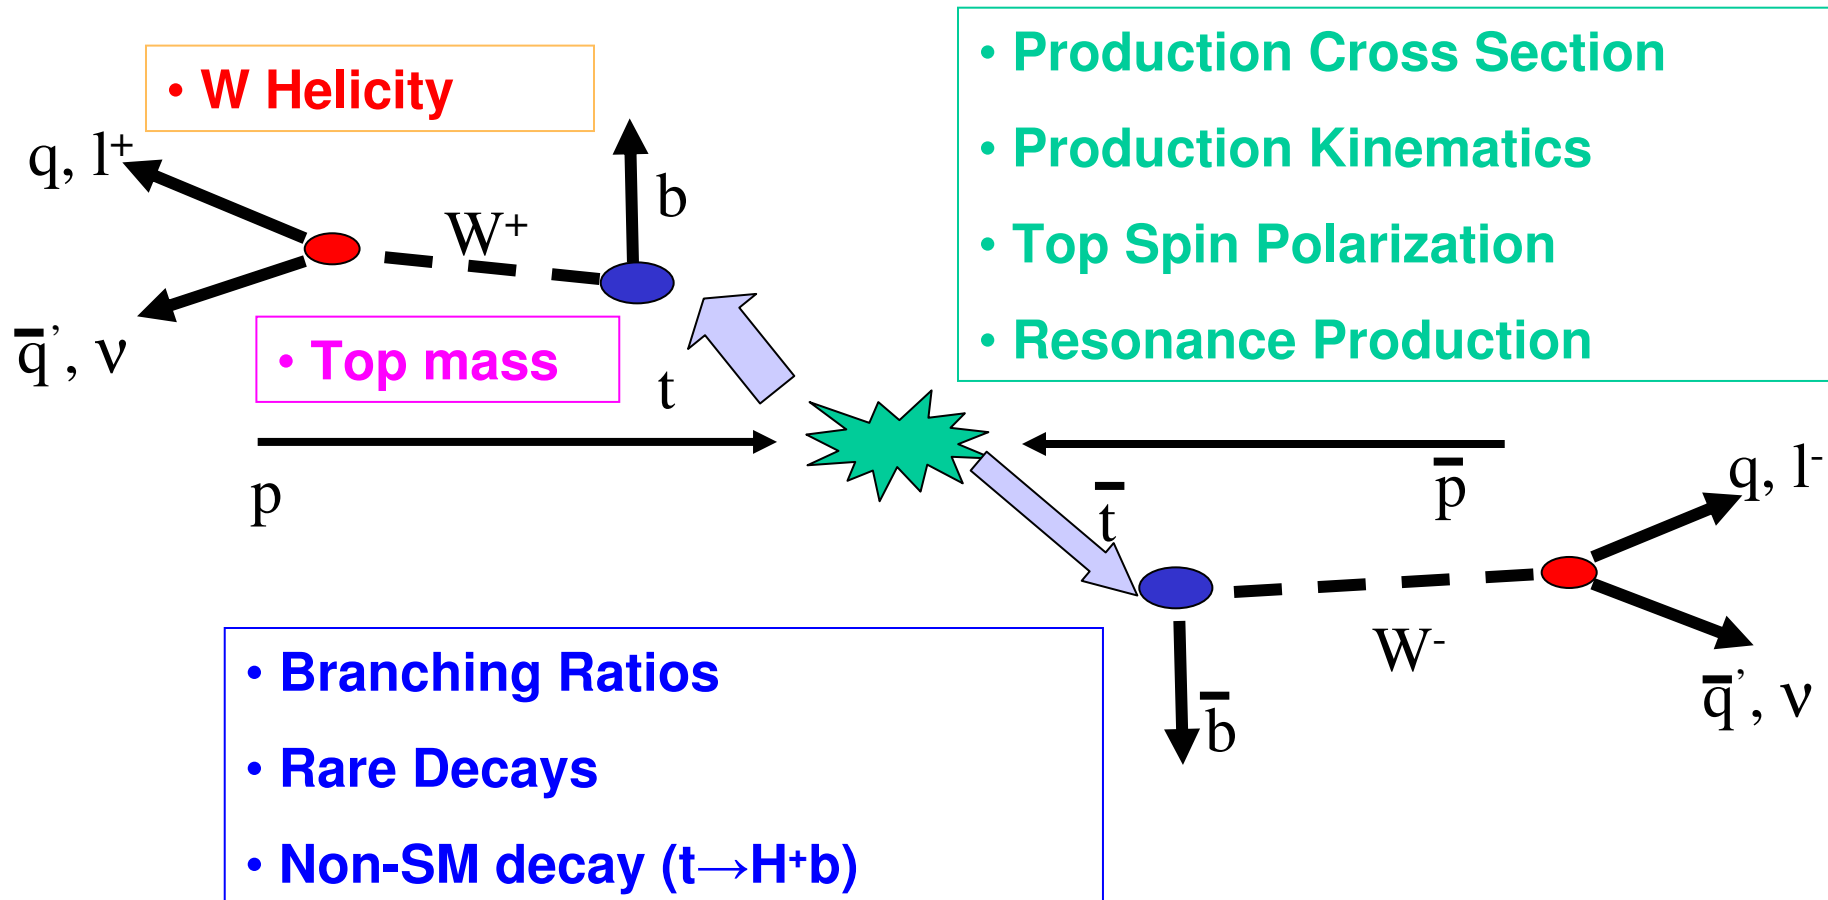 • W Helicity
• Production Cross Section
• Production Kinematics
• Top Spin Polarization
• Resonance Production
q, l⁺
W⁺
b
q̅’, ν
• Top mass
t
p
t̅
p̅
q, l⁻
W⁻
q̅’, ν
b̅
• Branching Ratios
• Rare Decays
• Non-SM decay (t→H⁺b)